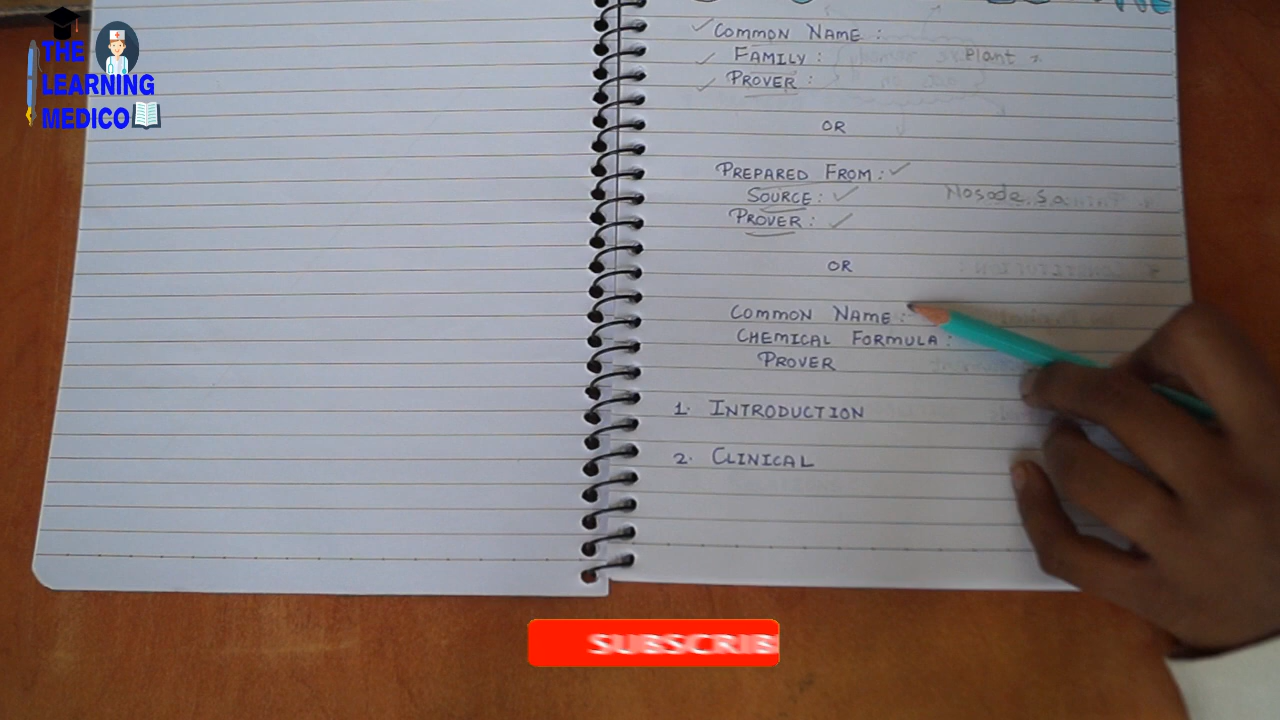 THE
LEARNING
MEDICO
COMMON NAME :
FAMILY : Plant
PROVER :
OR
PREPARED FROM :
SOURCE : Nosode,
PROVER :
OR
COMMON NAME :
CHEMICAL FORMULA :
PROVER
1. INTRODUCTION
2. CLINICAL
SUBSCRIB